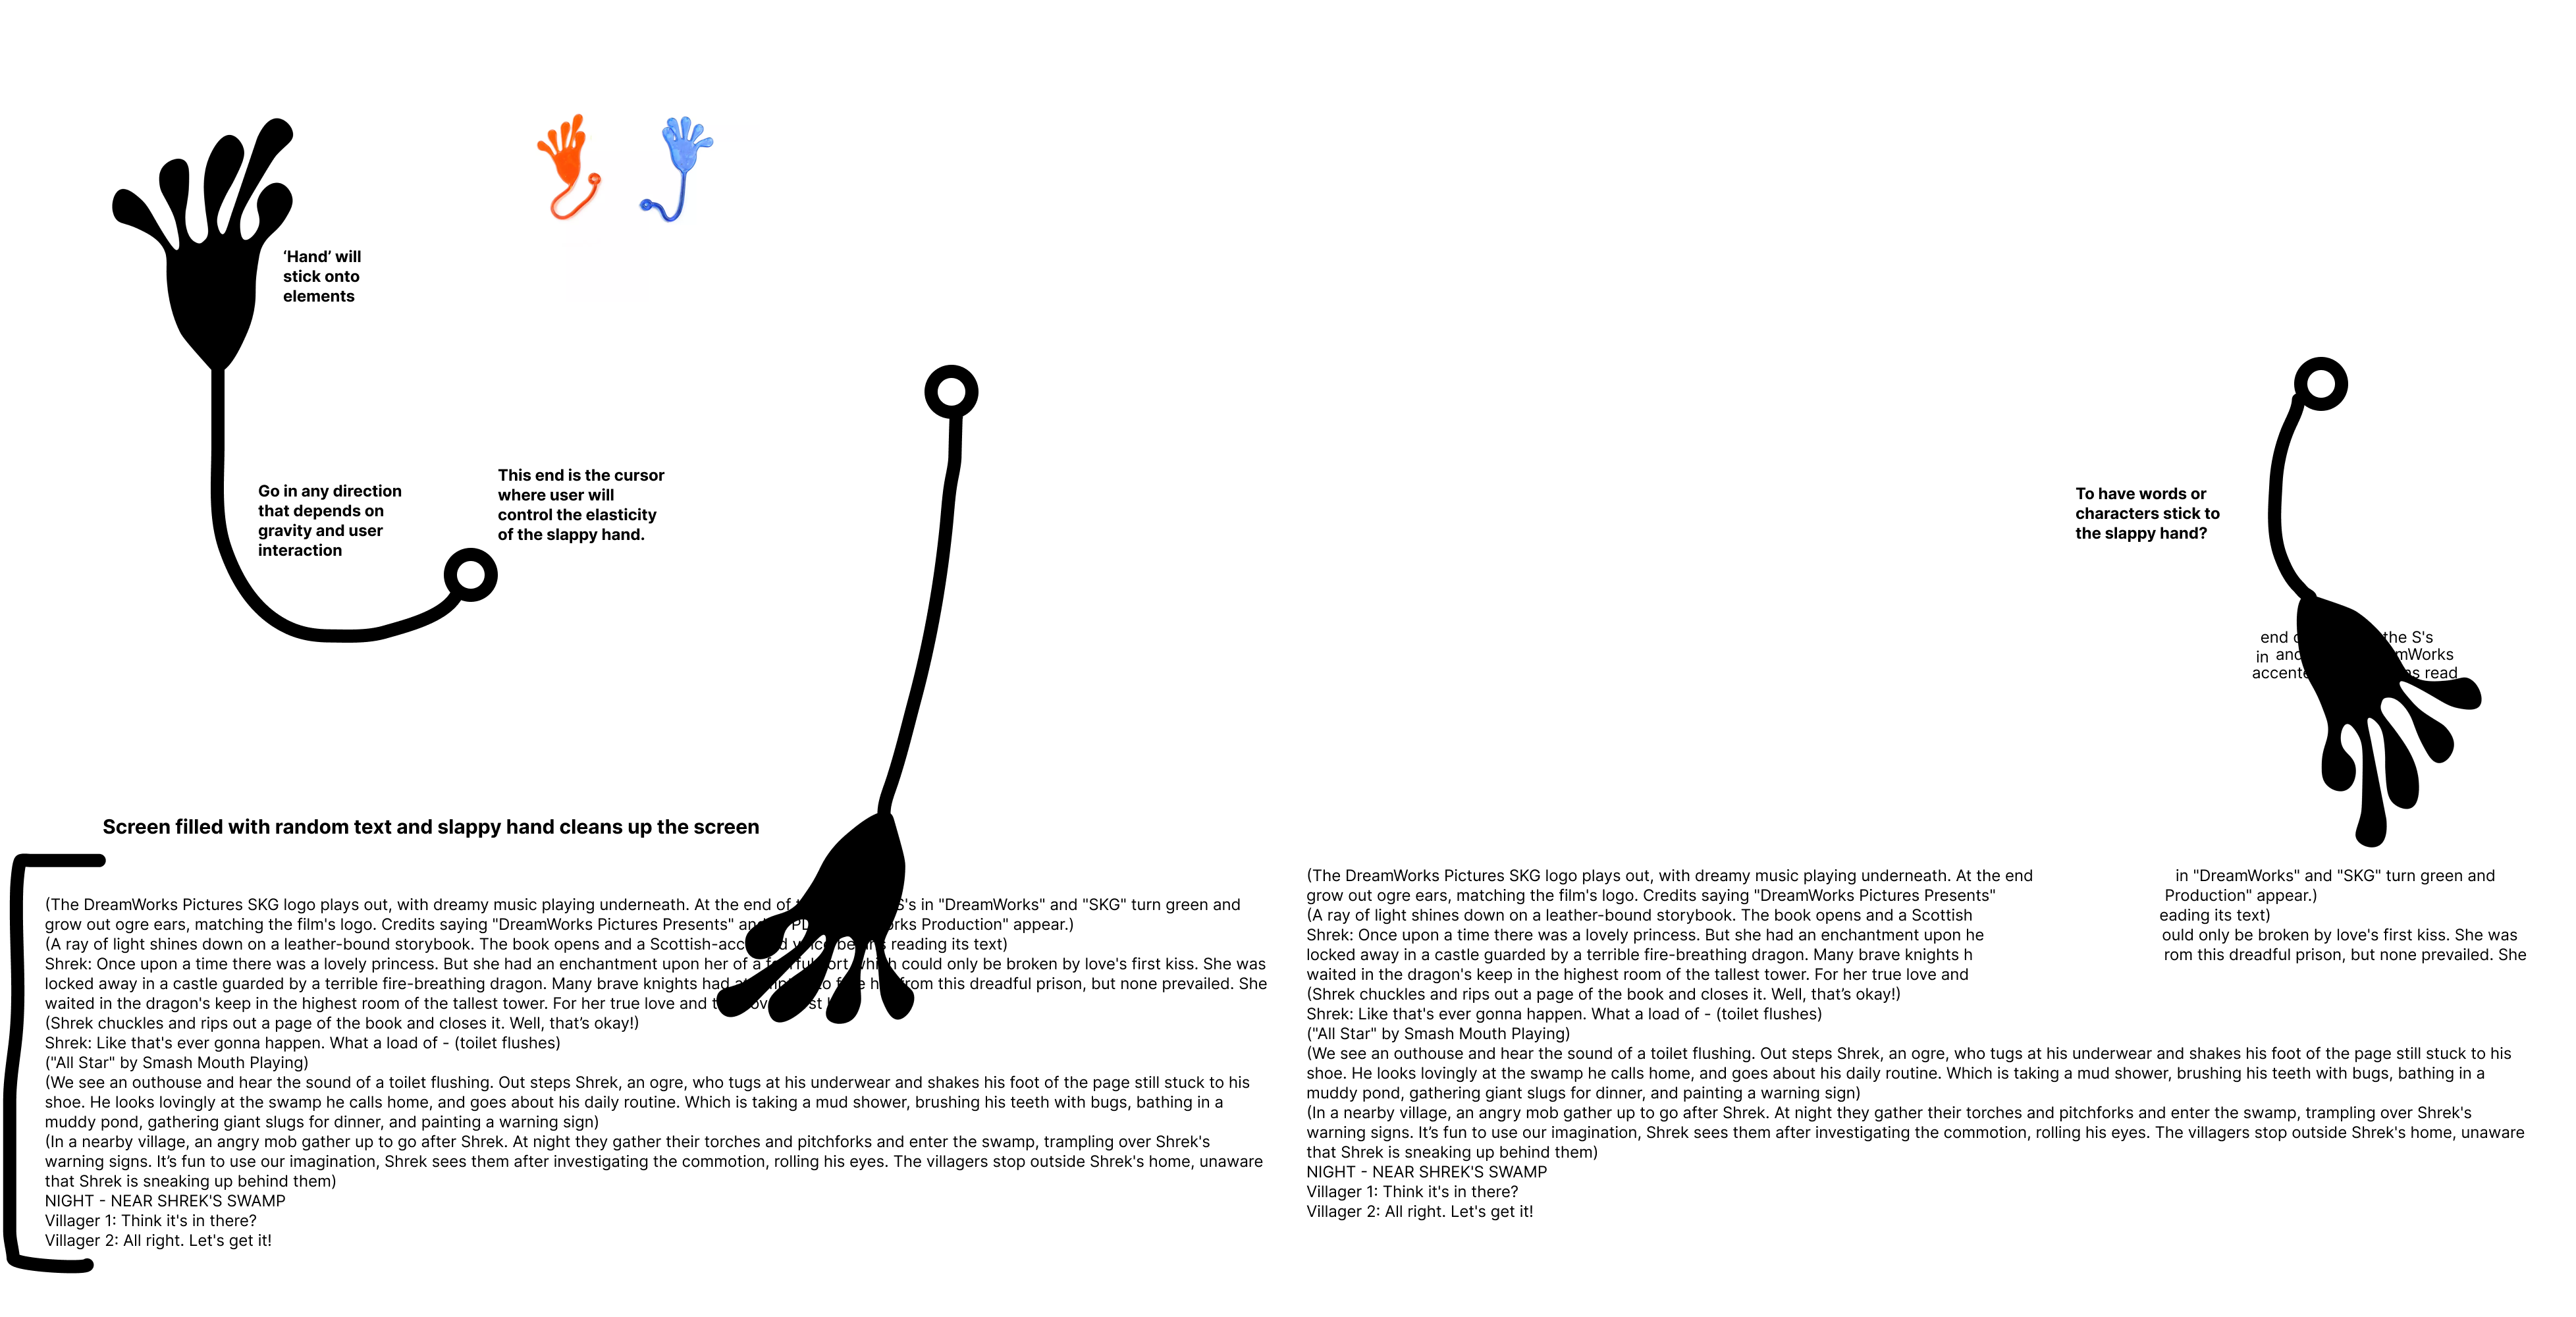 ‘Hand’ will
stick onto
elements
Go in any direction
that depends on
gravity and user
interaction
This end is the cursor
where user will
control the elasticity
of the slappy hand.
Screen filled with random text and slappy hand cleans up the screen
(The DreamWorks Pictures SKG logo plays out, with dreamy music playing underneath. At the end of S's in "DreamWorks" and "SKG" turn green and
grow out ogre ears, matching the film's logo. Credits saying "DreamWorks Pictures Presents" Production" appear.)
(A ray of light shines down on a leather-bound storybook. The book opens and a reading its text)
Shrek: Once upon a time there was a lovely princess. But she had an enchantment upon her of a could only be broken by love's first kiss. She was
locked away in a castle guarded by a terrible fire-breathing dragon. Many brave knights had from this dreadful prison, but none prevailed. She
waited in the dragon's keep in the highest room of the tallest tower. For her true love and
(Shrek chuckles and rips out a page of the book and closes it. Well, that’s okay!)
Shrek: Like that's ever gonna happen. What a load of - (toilet flushes)
("All Star" by Smash Mouth Playing)
(We see an outhouse and hear the sound of a toilet flushing. Out steps Shrek, an ogre, who tugs at his underwear and shakes his foot of the page still stuck to his
shoe. He looks lovingly at the swamp he calls home, and goes about his daily routine. Which is taking a mud shower, brushing his teeth with bugs, bathing in a
muddy pond, gathering giant slugs for dinner, and painting a warning sign)
(In a nearby village, an angry mob gather up to go after Shrek. At night they gather their torches and pitchforks and enter the swamp, trampling over Shrek's
warning signs. It’s fun to use our imagination, Shrek sees them after investigating the commotion, rolling his eyes. The villagers stop outside Shrek's home, unaware
that Shrek is sneaking up behind them)
NIGHT - NEAR SHREK'S SWAMP
Villager 1: Think it's in there?
Villager 2: All right. Let's get it!
To have words or
characters stick to
the slappy hand?
end the S's
in and mWorks
accente read
(The DreamWorks Pictures SKG logo plays out, with dreamy music playing underneath. At the end in "DreamWorks" and "SKG" turn green and
grow out ogre ears, matching the film's logo. Credits saying "DreamWorks Pictures Presents" Production" appear.)
(A ray of light shines down on a leather-bound storybook. The book opens and a Scottish eading its text)
Shrek: Once upon a time there was a lovely princess. But she had an enchantment upon he ould only be broken by love's first kiss. She was
locked away in a castle guarded by a terrible fire-breathing dragon. Many brave knights h rom this dreadful prison, but none prevailed. She
waited in the dragon's keep in the highest room of the tallest tower. For her true love and
(Shrek chuckles and rips out a page of the book and closes it. Well, that’s okay!)
Shrek: Like that's ever gonna happen. What a load of - (toilet flushes)
("All Star" by Smash Mouth Playing)
(We see an outhouse and hear the sound of a toilet flushing. Out steps Shrek, an ogre, who tugs at his underwear and shakes his foot of the page still stuck to his
shoe. He looks lovingly at the swamp he calls home, and goes about his daily routine. Which is taking a mud shower, brushing his teeth with bugs, bathing in a
muddy pond, gathering giant slugs for dinner, and painting a warning sign)
(In a nearby village, an angry mob gather up to go after Shrek. At night they gather their torches and pitchforks and enter the swamp, trampling over Shrek's
warning signs. It’s fun to use our imagination, Shrek sees them after investigating the commotion, rolling his eyes. The villagers stop outside Shrek's home, unaware
that Shrek is sneaking up behind them)
NIGHT - NEAR SHREK'S SWAMP
Villager 1: Think it's in there?
Villager 2: All right. Let's get it!